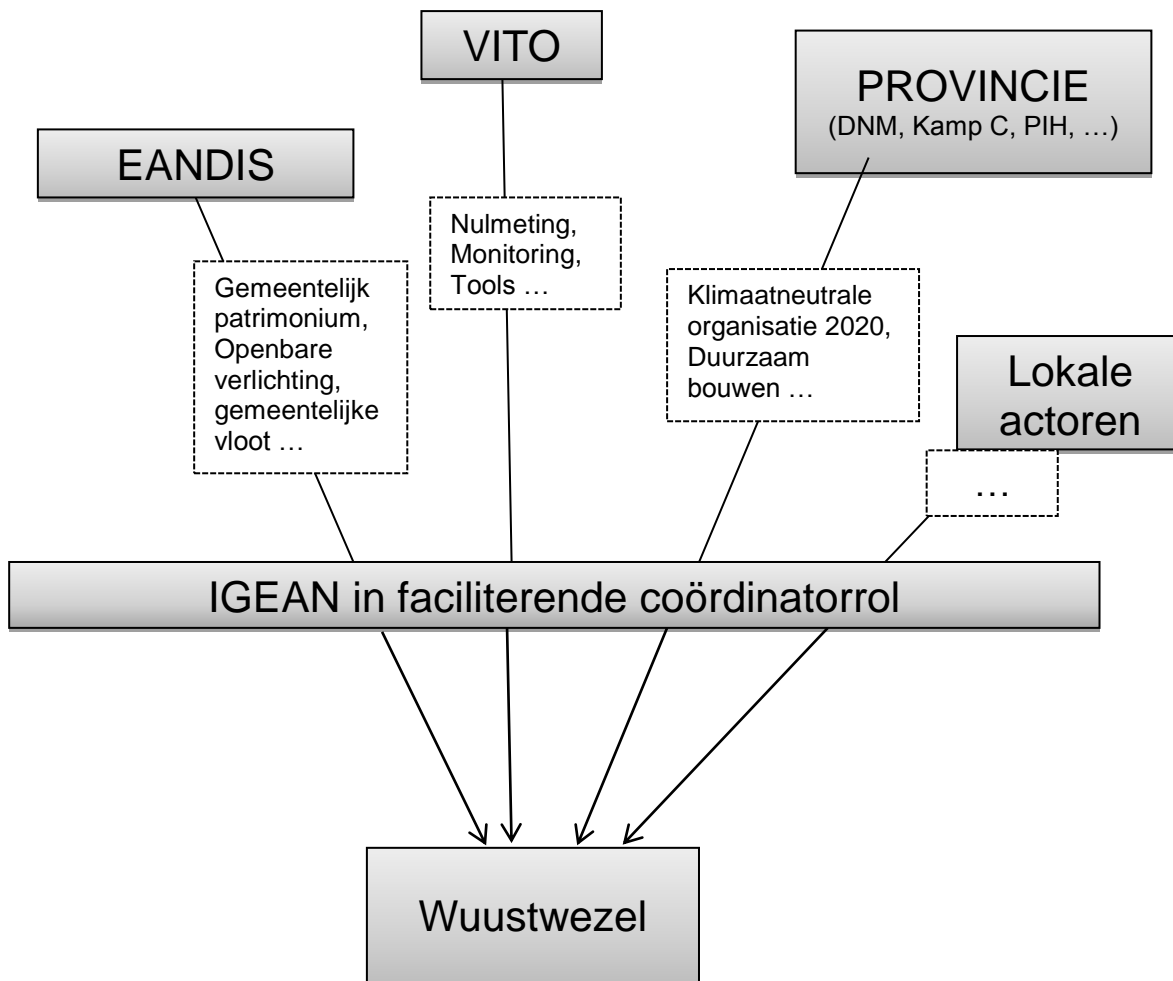 VITO
PROVINCIE
(DNM, Kamp C, PIH, …)
EANDIS
Nulmeting,
Monitoring,
Tools …
Gemeentelijk
patrimonium,
Openbare
verlichting,
gemeentelijke
vloot …
Klimaatneutrale
organisatie 2020,
Duurzaam
bouwen …
Lokale
actoren
…
IGEAN in faciliterende coördinatorrol
Wuustwezel